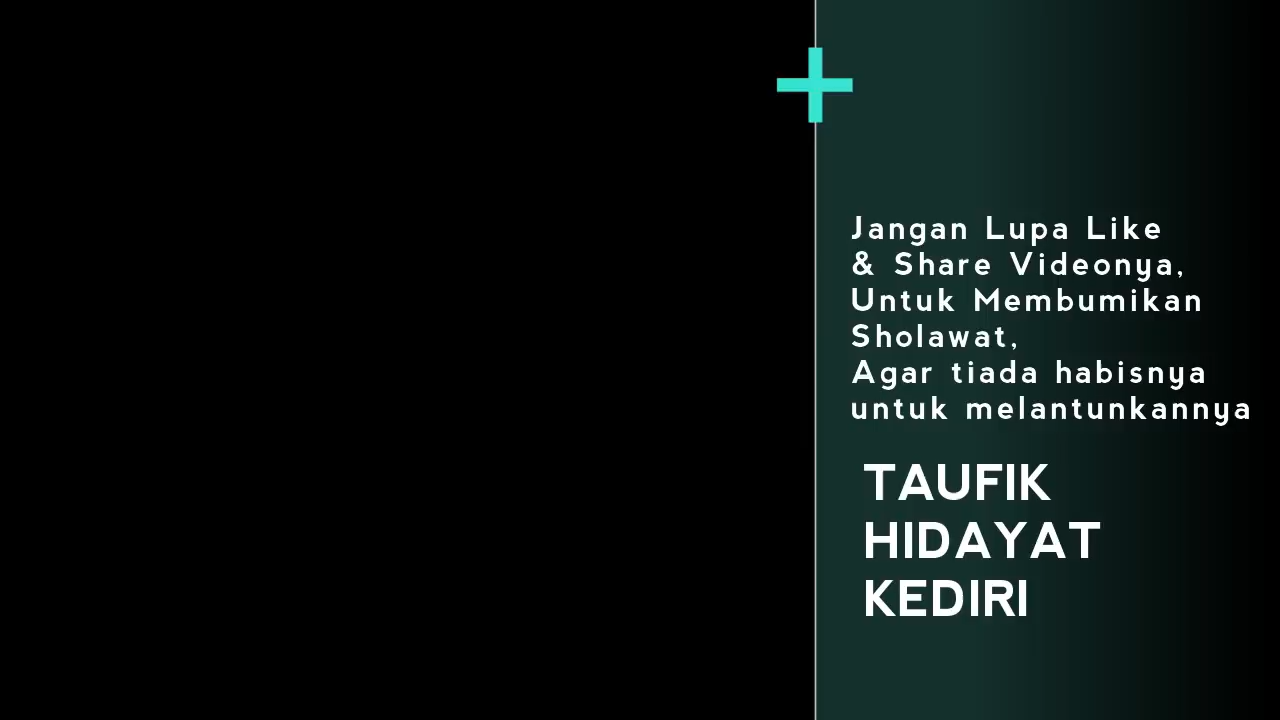 Jangan Lupa Like
& Share Videonya,
Untuk Membumikan
Sholawat,
Agar tiada habisnya
untuk melantunkannya
TAUFIK
HIDAYAT
KEDIRI